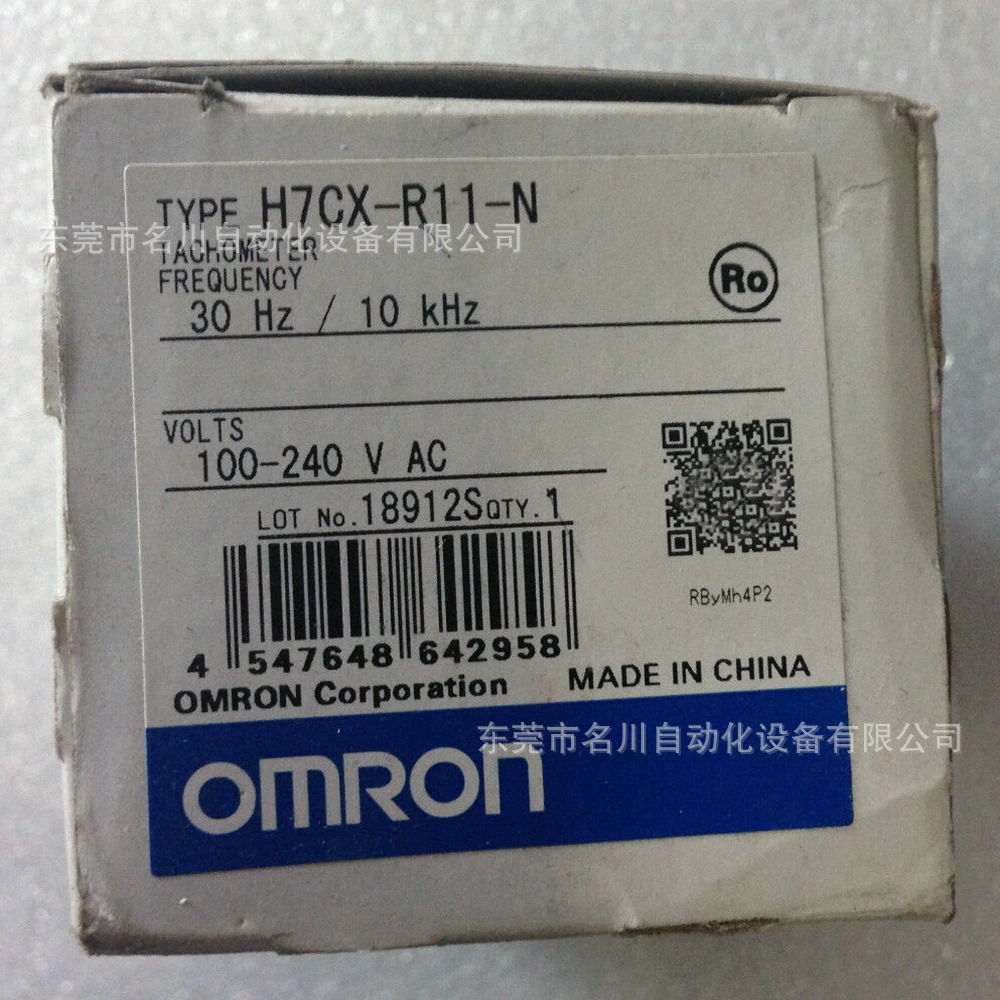 TYPE H7CX-R11-N
东莞市名川自动化设备有限公司
TACHOMETER
FREQUENCY
Ro
30 Hz / 10 kHz
VOLTS
100-240 V AC
LOT No.18912S QTY.1
RByMh4P2
4 547648 642958
OMRON Corporation
MADE IN CHINA
东莞市名川自动化设备有限公司
OMRON